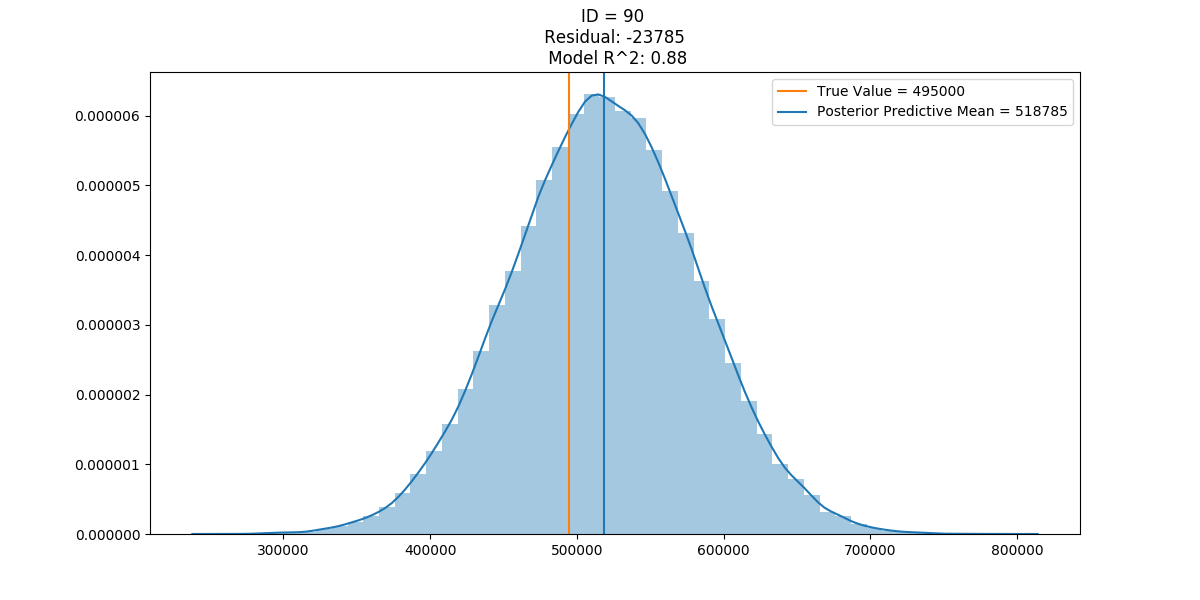 ID = 90
Residual: -23785
Model R^2: 0.88
True Value = 495000
Posterior Predictive Mean = 518785
0.000006
0.000005
0.000004
0.000003
0.000002
0.000001
0.000000
300000 400000 500000 600000 700000 800000